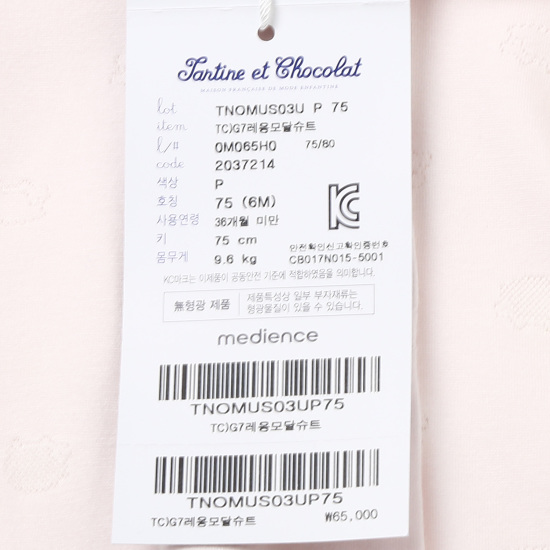 Tartine et Chocolat
MAISON FRANÇAISE DE MODE ENFANTINE
lot TNOMUS03U P 75
item TC)G7레용모달슈트
l/# 0M065H0 75/80
code 2037214
색상 P
호칭 75 (6M)
사용연령 36개월 미만
키 75 cm
몸무게 9.6 kg
KC
안전확인신고확인증번호
CB017N015-5001
KC마크는 이제품이 공통안전 기준에 적합하였음을 의미합니다.
無형광 제품
제품특성상 일부 부자재류는
형광물질이 있을 수 있습니다.
medience
TNOMUS03UP75
TC)G7레용모달슈트
TNOMUS03UP75
TC)G7레용모달슈트 ₩65,000